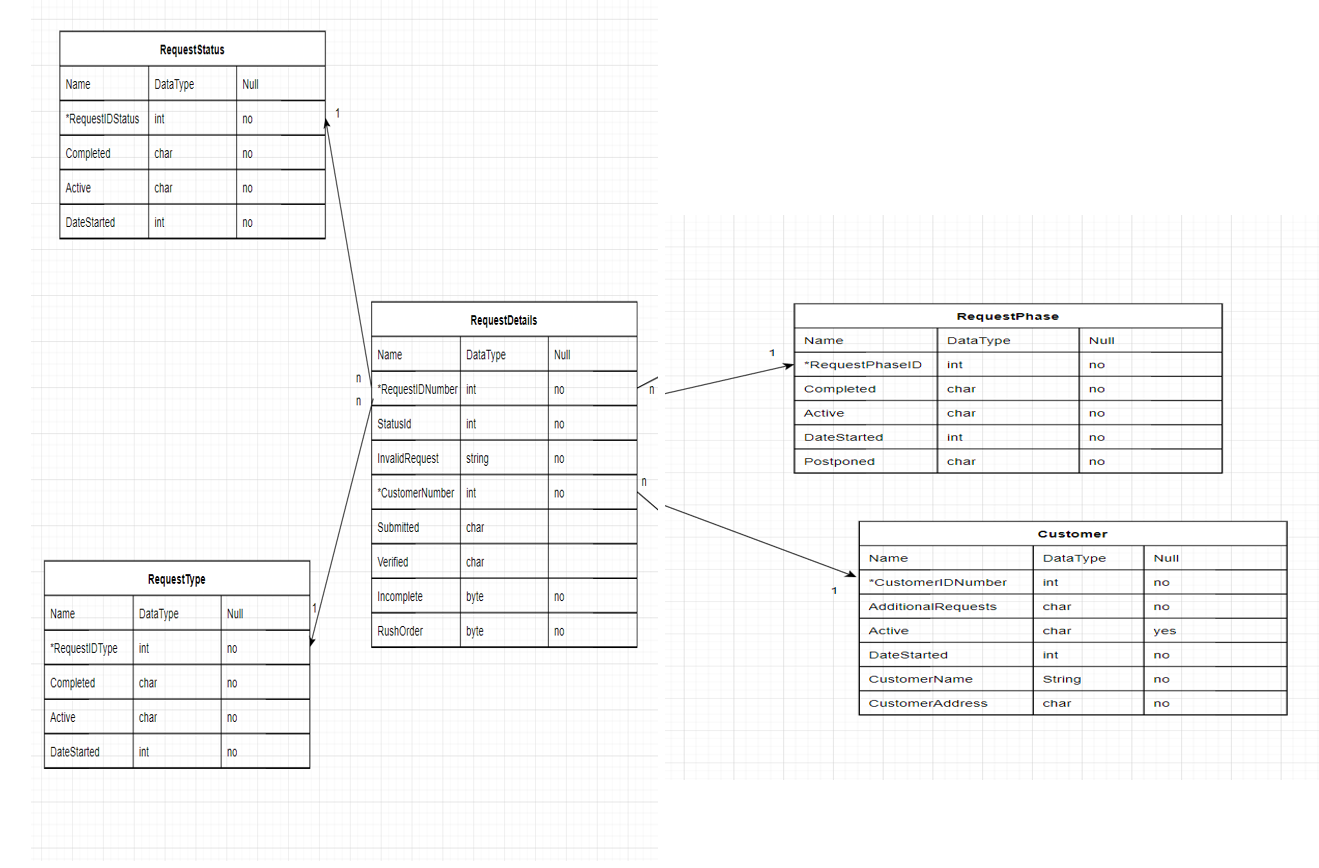 RequestStatus
Name DataType Null
*RequestIDStatus int no
Completed char no
Active char no
DateStarted int no
1
RequestDetails
Name DataType Null
*RequestIDNumber int no
StatusId int no
InvalidRequest string no
*CustomerNumber int no
Submitted char
Verified char
Incomplete byte no
RushOrder byte no
n
n
n
n
RequestType
Name DataType Null
*RequestIDType int no
Completed char no
Active char no
DateStarted int no
1
RequestPhase
Name DataType Null
*RequestPhaseID int no
Completed char no
Active char no
DateStarted int no
Postponed char no
1
Customer
Name DataType Null
*CustomerIDNumber int no
AdditionalRequests char no
Active char yes
DateStarted int no
CustomerName String no
CustomerAddress char no
1